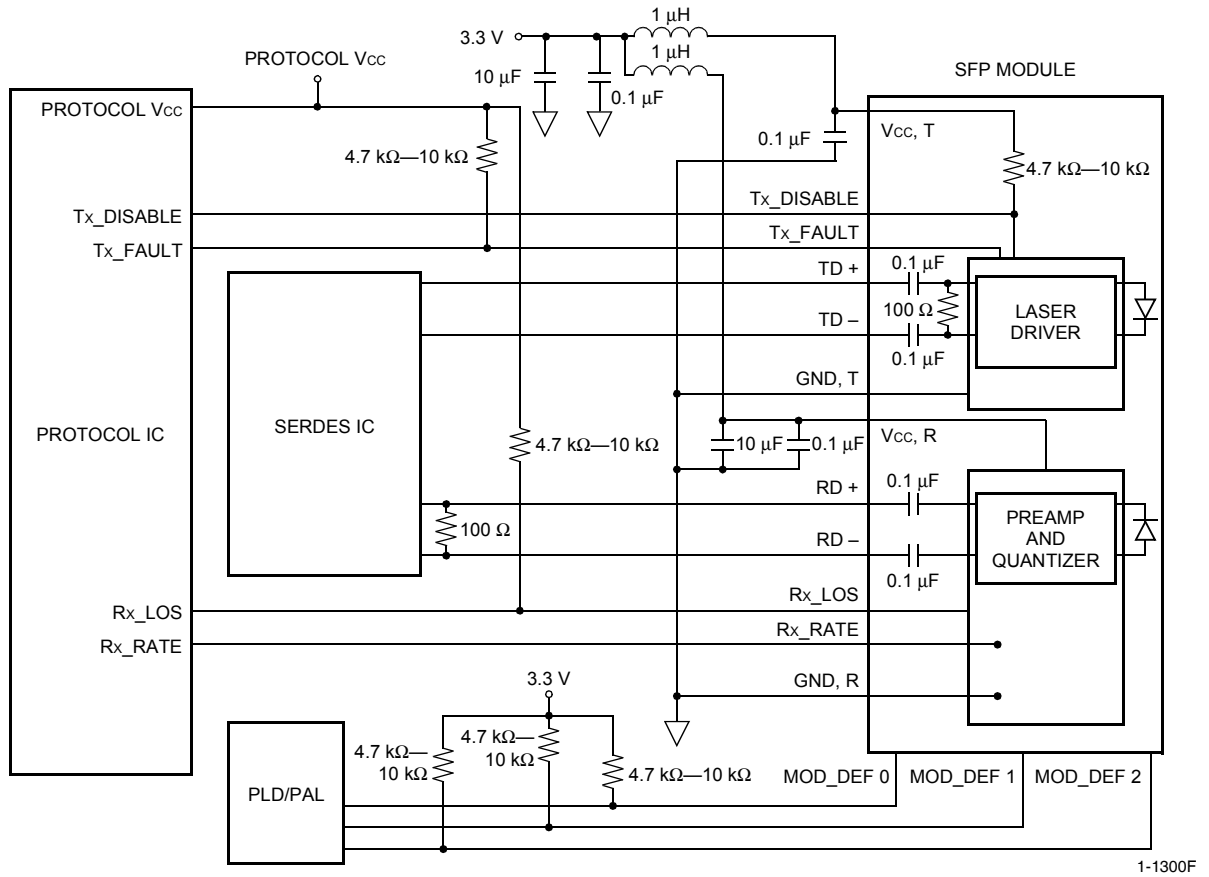 1 μH
3.3 V
1 μH
PROTOCOL VCC
10 μF
0.1 μF
SFP MODULE
PROTOCOL VCC
0.1 μF
VCC, T
4.7 kΩ—10 kΩ
4.7 kΩ—10 kΩ
TX_DISABLE
TX_DISABLE
TX_FAULT
TX_FAULT
TD +
0.1 μF
100 Ω
LASER
DRIVER
TD –
0.1 μF
GND, T
PROTOCOL IC
SERDES IC
4.7 kΩ—10 kΩ
10 μF
0.1 μF
VCC, R
RD +
0.1 μF
100 Ω
PREAMP
AND
QUANTIZER
RD –
0.1 μF
RX_LOS
RX_LOS
RX_RATE
RX_RATE
GND, R
3.3 V
4.7 kΩ—
10 kΩ
4.7 kΩ—
10 kΩ
4.7 kΩ—10 kΩ
MOD_DEF 0
MOD_DEF 1
MOD_DEF 2
PLD/PAL
1-1300F